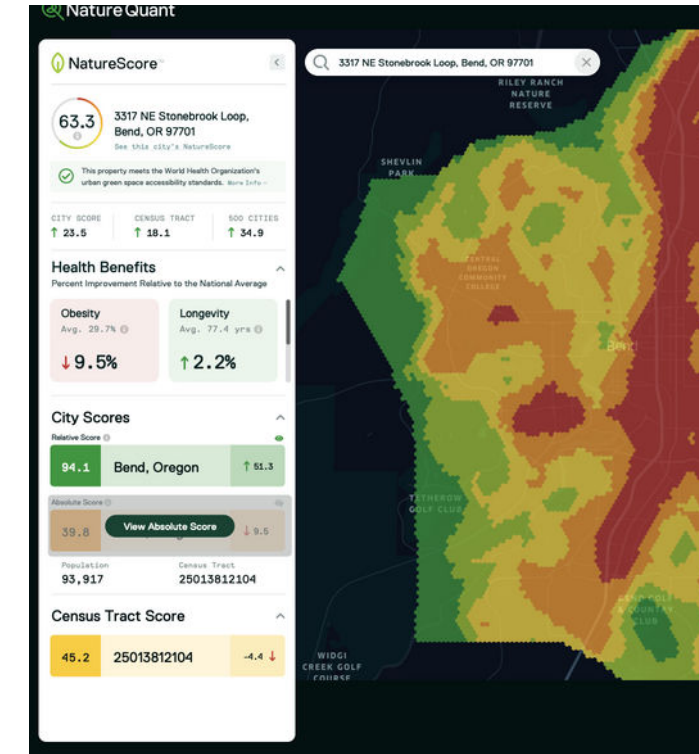 NatureQuant
NatureScore™
3317 NE Stonebrook Loop, Bend, OR 97701
63.3
3317 NE Stonebrook Loop,
Bend, OR 97701
See this city's NatureScore
This property meets the World Health Organization's
urban green space accessibility standards. More Info
CITY SCORE
↑ 23.5
CENSUS TRACT
↑ 18.1
500 CITIES
↑ 34.9
Health Benefits
Percent Improvement Relative to the National Average
Obesity
Avg. 29.7%
↓ 9.5%
Longevity
Avg. 77.4 yrs
↑ 2.2%
City Scores
Relative Score
94.1 Bend, Oregon ↑ 51.3
Absolute Score
39.8 View Absolute Score ↓ 9.5
Population
93,917
Census Tract
25013812104
Census Tract Score
45.2 25013812104 -4.4 ↓
RILEY RANCH
NATURE
RESERVE
SHEVLIN
PARK
CENTRAL
OREGON
COMMUNITY
COLLEGE
Bend
TETHEROW
GOLF CLUB
BEND GOLF
& COUNTRY
CLUB
WIDGI
CREEK GOLF
COURSE